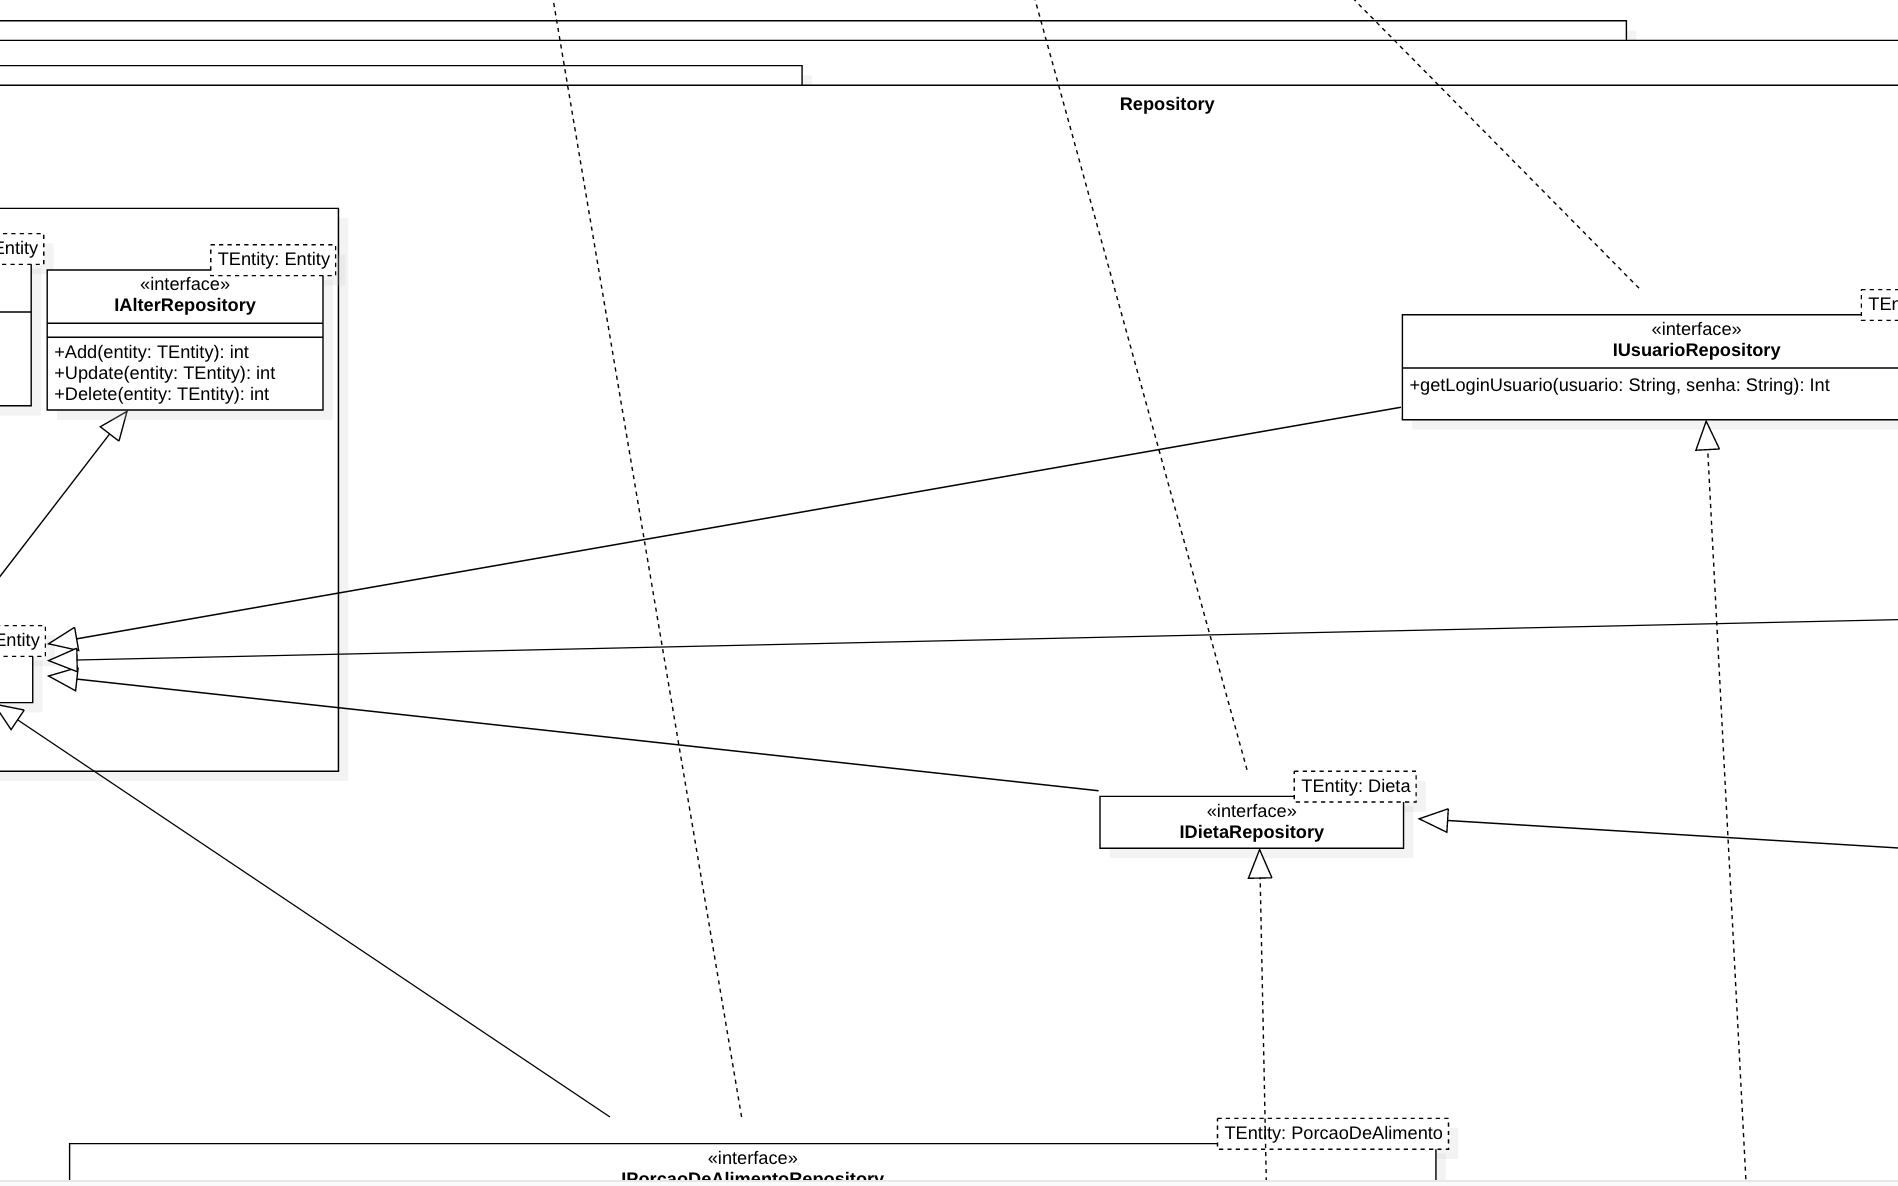 Repository
Entity
TEntity: Entity
«interface»
IAlterRepository
+Add(entity: TEntity): int
+Update(entity: TEntity): int
+Delete(entity: TEntity): int
«interface»
IUsuarioRepository
+getLoginUsuario(usuario: String, senha: String): Int
Entity
TEntity: Dieta
«interface»
IDietaRepository
TEntity: PorcaoDeAlimento
«interface»
IPorcaoDeAlimentoRepository